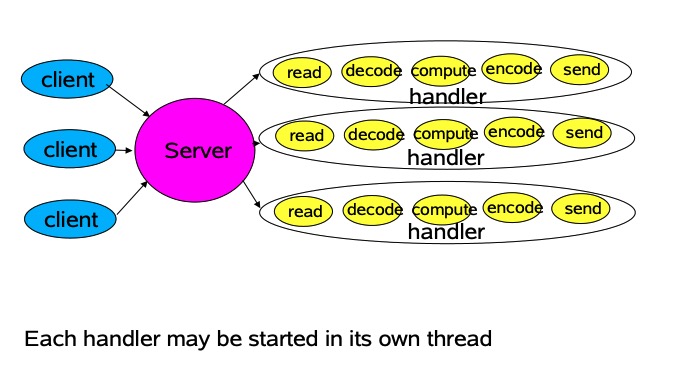 client
client
client
Server
read decode compute encode send
handler
read decode compute encode send
handler
read decode compute encode send
handler
Each handler may be started in its own thread